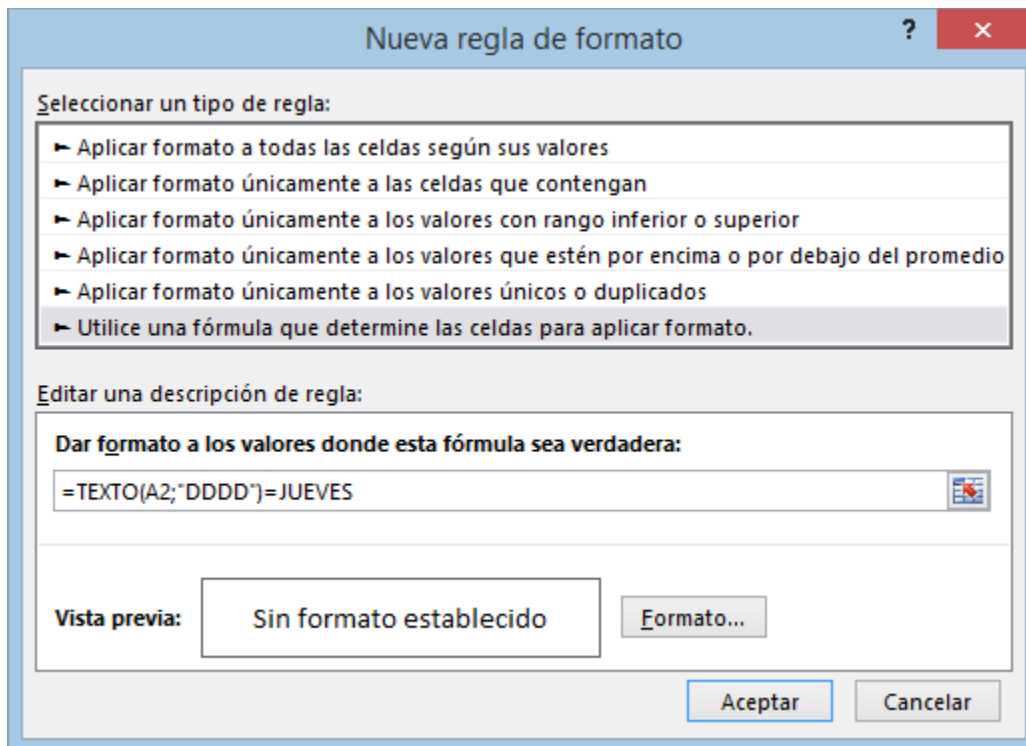 Nueva regla de formato
?
×
Seleccionar un tipo de regla:
► Aplicar formato a todas las celdas según sus valores
► Aplicar formato únicamente a las celdas que contengan
► Aplicar formato únicamente a los valores con rango inferior o superior
► Aplicar formato únicamente a los valores que estén por encima o por debajo del promedio
► Aplicar formato únicamente a los valores únicos o duplicados
► Utilice una fórmula que determine las celdas para aplicar formato.
Editar una descripción de regla:
Dar formato a los valores donde esta fórmula sea verdadera:
=TEXTO(A2;"DDDD")=JUEVES
Vista previa:
Sin formato establecido
Formato...
Aceptar
Cancelar